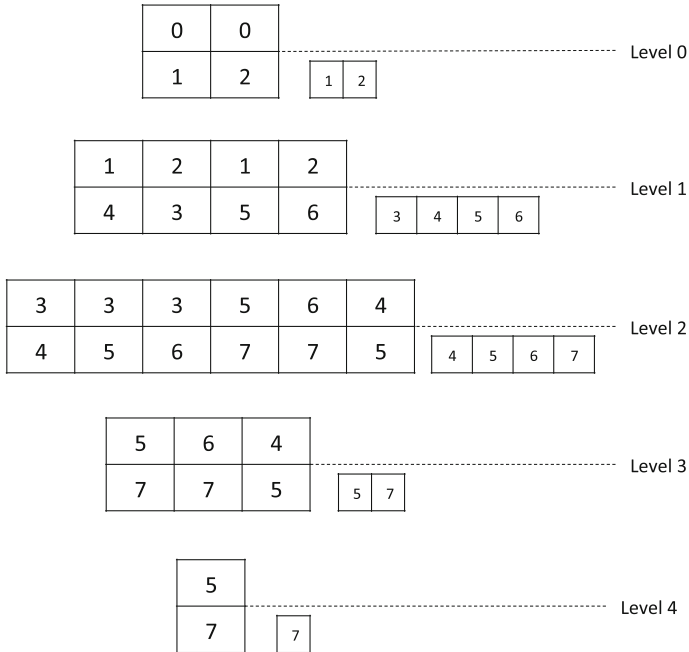 0 0
Level 0
1 2 1 2
1 2 1 2
Level 1
4 3 5 6 3 4 5 6
3 3 3 5 6 4
Level 2
4 5 6 7 7 5 4 5 6 7
5 6 4
Level 3
7 7 5 5 7
5
Level 4
7 7